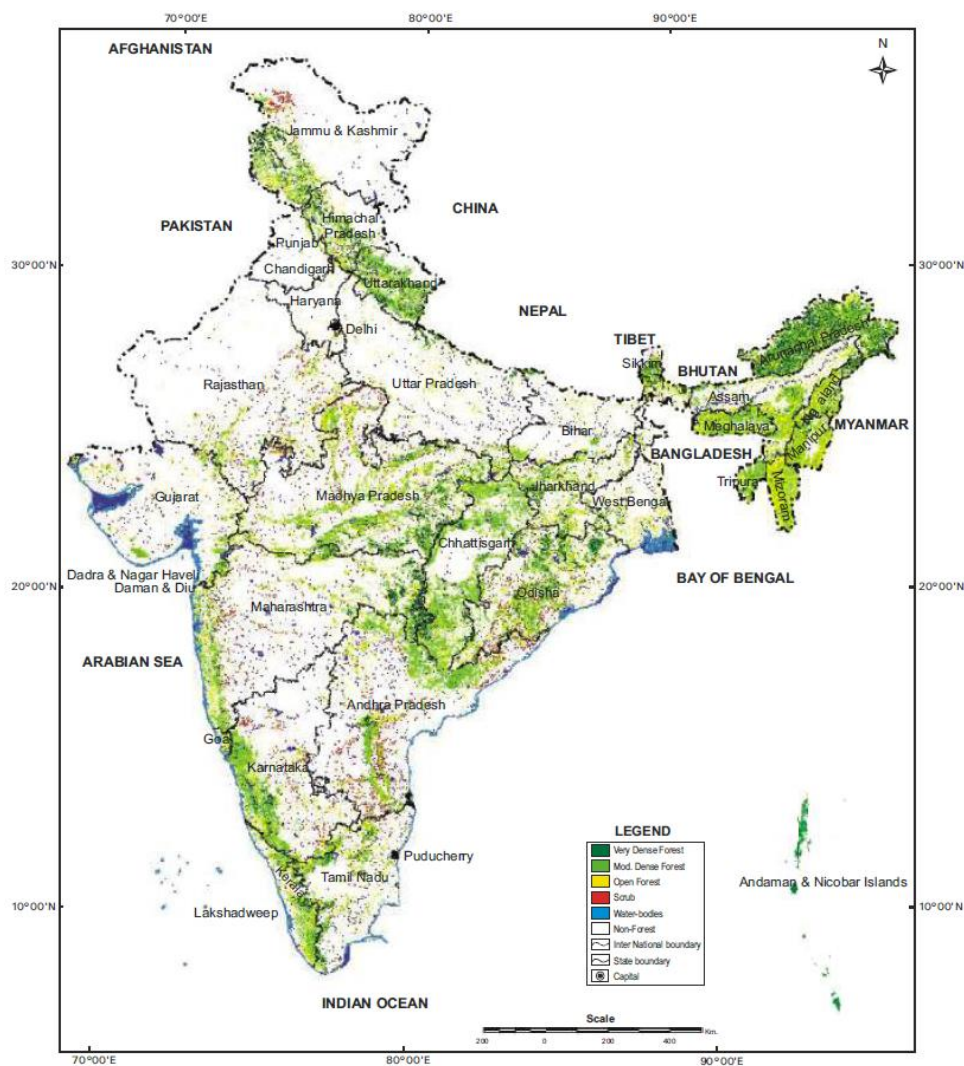 70°00'E
80°00'E
90°00'E
AFGHANISTAN
N
Jammu & Kashmir
CHINA
PAKISTAN
Himachal
Pradesh
Punjab
Chandigarh
30°00'N
30°00'N
Uttarakhand
Haryana
NEPAL
Delhi
TIBET
Arunachal Pradesh
Sikkim
BHUTAN
Rajasthan
Uttar Pradesh
Assam
Nagaland
Meghalaya
Manipur
MYANMAR
Bihar
BANGLADESH
Tripura
Mizoram
Gujarat
Madhya Pradesh
Jharkhand
West Bengal
Chhattisgarh
BAY OF BENGAL
Dadra & Nagar Havel
Daman & Diu
20°00'N
20°00'N
Maharashtra
Odisha
ARABIAN SEA
Andhra Pradesh
Goa
Karnataka
LEGEND
Very Dense Forest
Mod. Dense Forest
Open Forest
Scrub
Water-bodies
Non-Forest
Inter National boundary
State boundary
Capital
Puducherry
Kerala
Tamil Nadu
Andaman & Nicobar Islands
Lakshadweep
10°00'N
10°00'N
INDIAN OCEAN
Scale
200 0 200 400 Km.
70°00'E
80°00'E
90°00'E